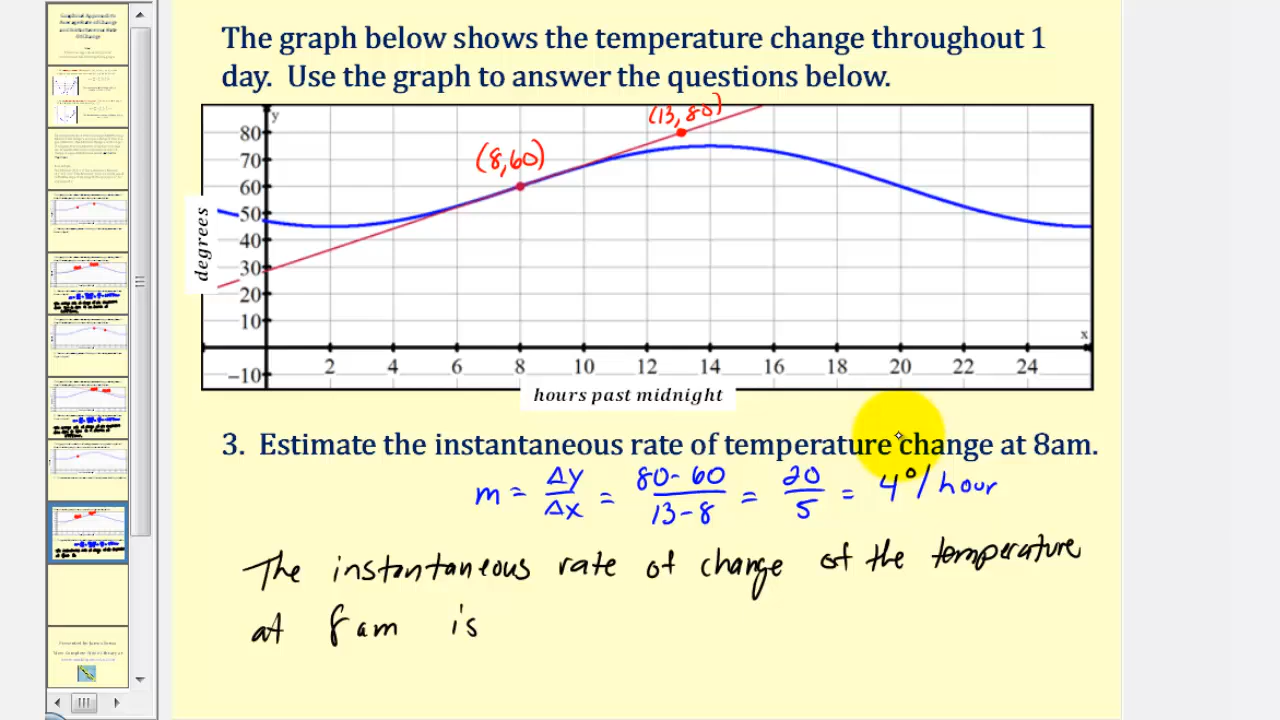 The graph below shows the temperature change throughout 1
day. Use the graph to answer the questions below.
y
(13, 80)
80
(8,60)
70
60
50
40
30
20
10
-10
degrees
x
2 4 6 8 10 12 14 16 18 20 22 24
hours past midnight
3. Estimate the instantaneous rate of temperature change at 8am.
m = Δy/Δx = 80-60/13-8 = 20/5 = 4°/hour
The instantaneous rate of change of the temperature
at 8am is